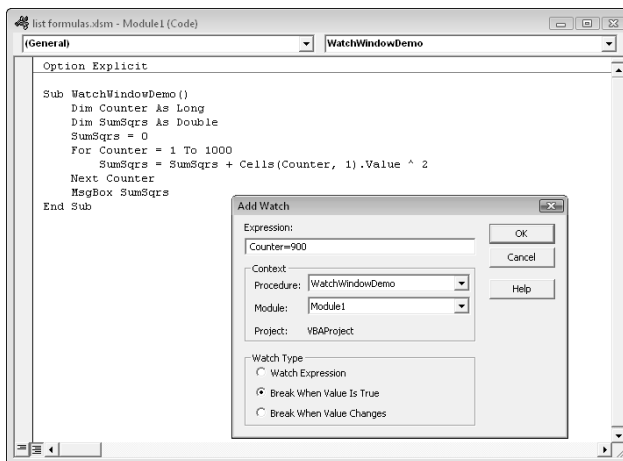 list formulas.xlsm - Module1 (Code)
(General) WatchWindowDemo
Option Explicit
Sub WatchWindowDemo()
Dim Counter As Long
Dim SumSqrs As Double
SumSqrs = 0
For Counter = 1 To 1000
SumSqrs = SumSqrs + Cells(Counter, 1).Value ^ 2
Next Counter
MsgBox SumSqrs
End Sub
Add Watch
Expression:
Counter=900
OK
Cancel
Help
Context
Procedure: WatchWindowDemo
Module: Module1
Project: VBAProject
Watch Type
Watch Expression
Break When Value Is True
Break When Value Changes